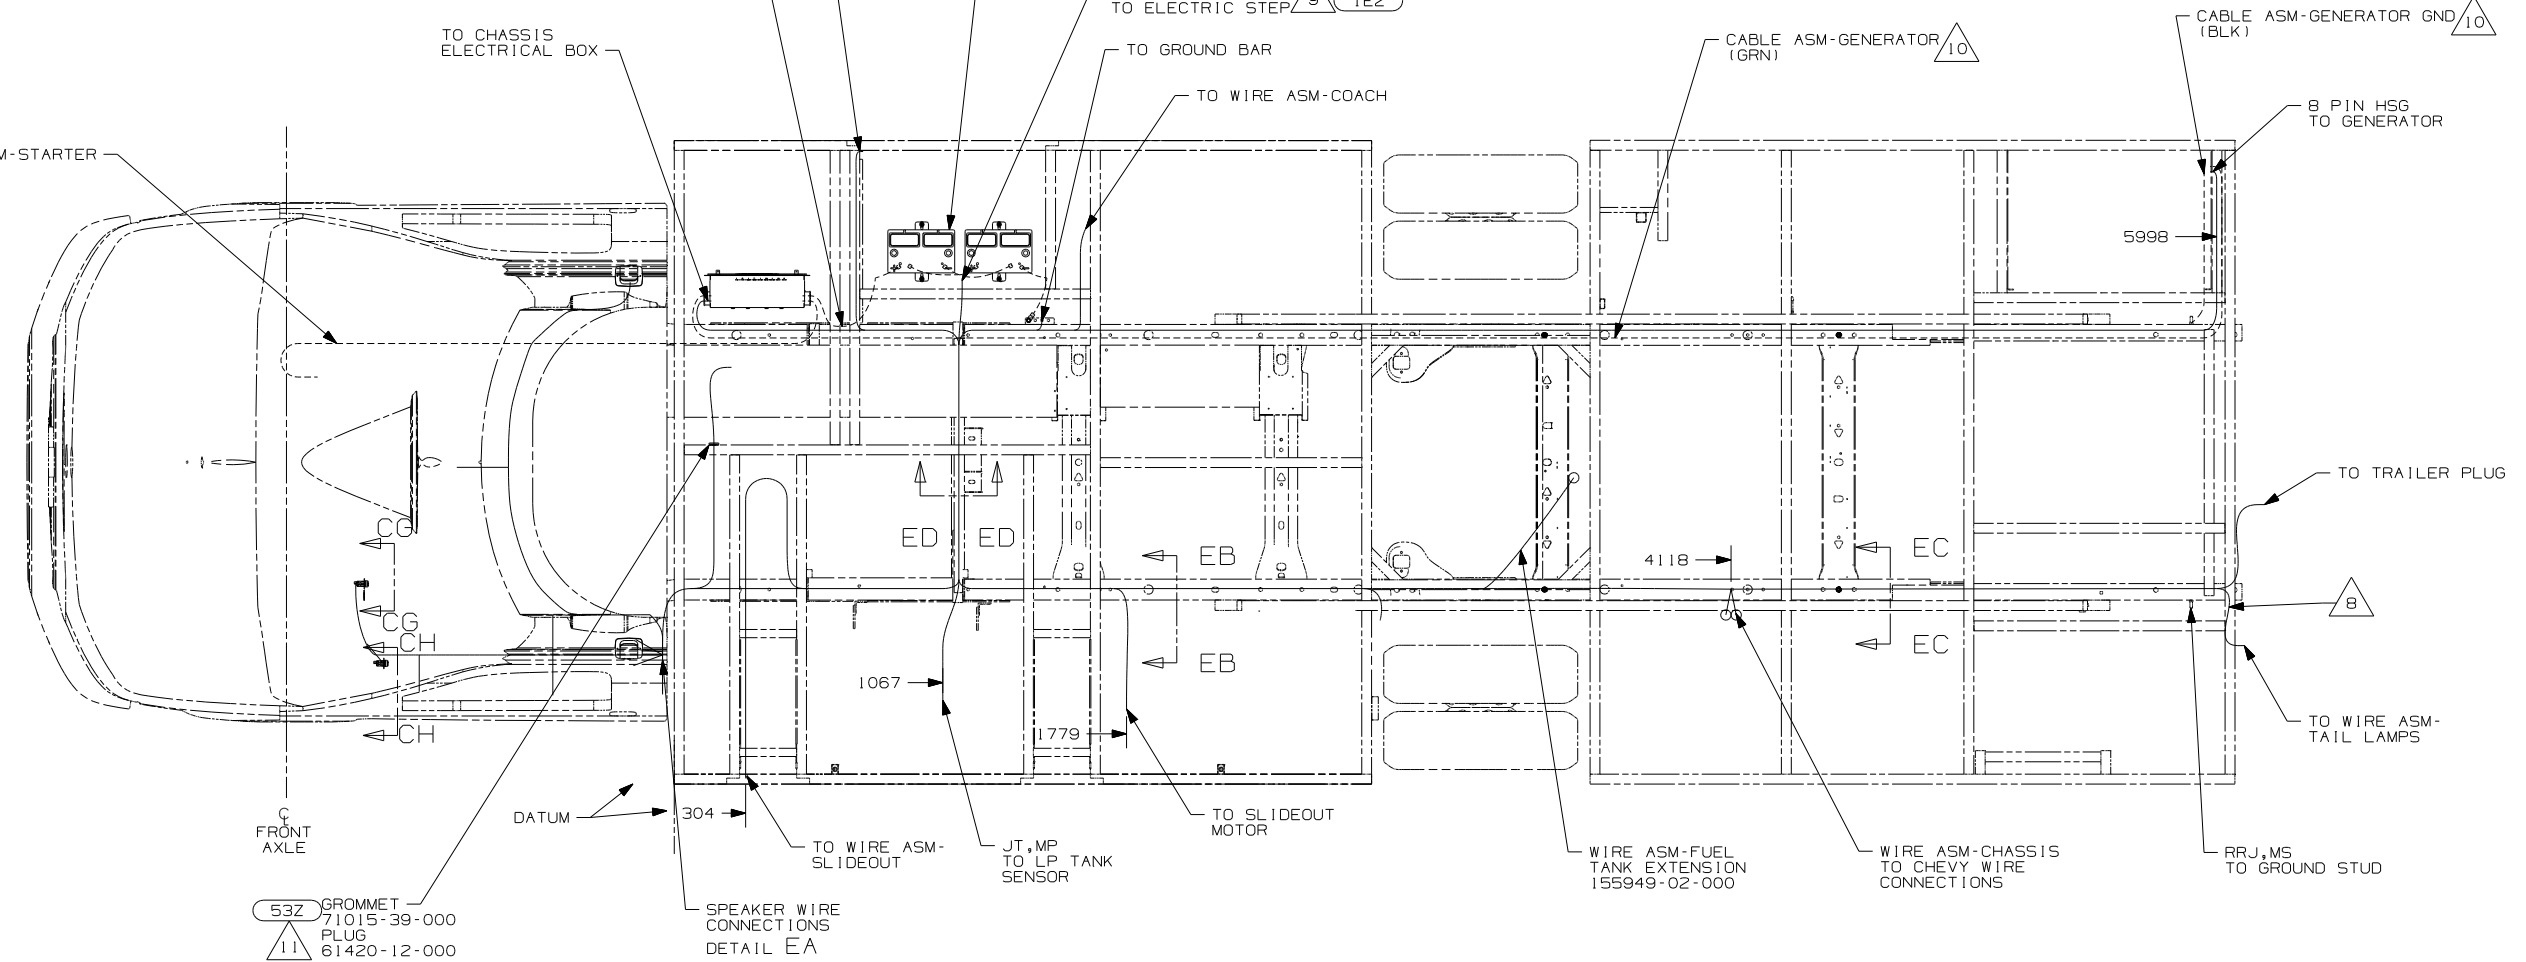 TO ELECTRIC STEP 9 1E2
TO CHASSIS
ELECTRICAL BOX
TO GROUND BAR
CABLE ASM-GENERATOR 10
(GRN)
CABLE ASM-GENERATOR GND 10
(BLK)
TO WIRE ASM-COACH
8 PIN HSG
TO GENERATOR
M-STARTER
5998
TO TRAILER PLUG
CG
ED ED
EB
EC
4118
8
CG
CH
EB
EC
1067
CH
1779
TO WIRE ASM-
TAIL LAMPS
DATUM
304
TO SLIDEOUT
MOTOR
CL
FRONT
AXLE
TO WIRE ASM-
SLIDEOUT
JT,MP
TO LP TANK
SENSOR
WIRE ASM-FUEL
TANK EXTENSION
155949-02-000
WIRE ASM-CHASSIS
TO CHEVY WIRE
CONNECTIONS
RRJ,MS
TO GROUND STUD
53Z GROMMET
71015-39-000
11 PLUG
61420-12-000
SPEAKER WIRE
CONNECTIONS
DETAIL EA